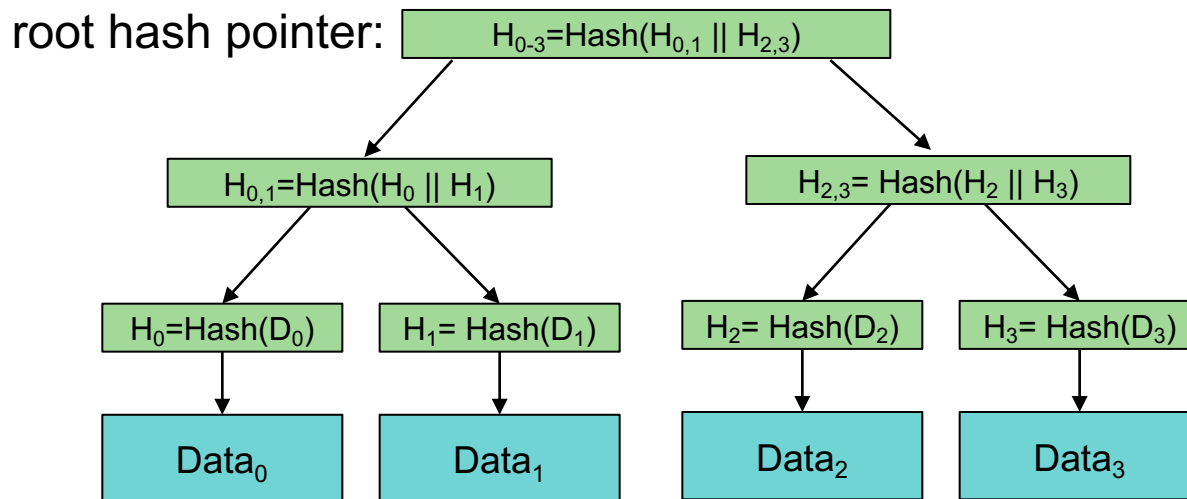 root hash pointer: H₀₋₃=Hash(H₀,₁ || H₂,₃)
H₀,₁=Hash(H₀ || H₁) H₂,₃= Hash(H₂ || H₃)
H₀=Hash(D₀) H₁= Hash(D₁) H₂= Hash(D₂) H₃= Hash(D₃)
Data₀ Data₁ Data₂ Data₃